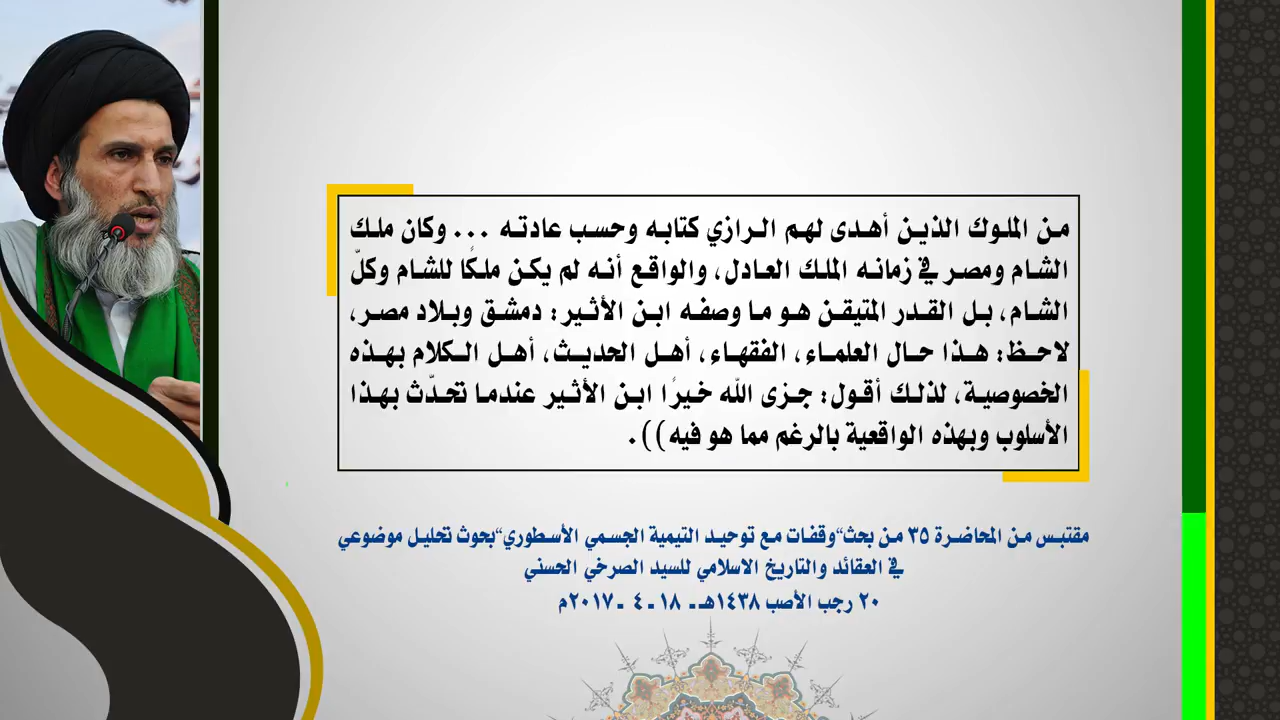 من الملوك الذين أهدى لهم الرازي كتابه وحسب عادته ... وكان ملك
الشام ومصر في زمانه الملك العادل، والواقع أنه لم يكن ملكًا للشام وكلّ
الشام، بل القدر المتيقن هو ما وصفه ابن الأثير: دمشق وبلاد مصر،
لاحظ: هذا حال العلماء، الفقهاء، أهل الحديث، أهل الكلام بهذه
الخصوصية، لذلك أقول: جزى الله خيرًا ابن الأثير عندما تحدّث بهذا
الأسلوب وبهذه الواقعية بالرغم مما هو فيه)).
مقتبس من المحاضرة ٣٥ من بحث“وقفات مع توحيد التيمية الجسمي الأسطوري“بحوث تحليل موضوعي
في العقائد والتاريخ الاسلامي للسيد الصرخي الحسني
٢٠ رجب الأصب ١٤٣٨هـ ـ ١٨ ـ ٤ ـ ٢٠١٧م